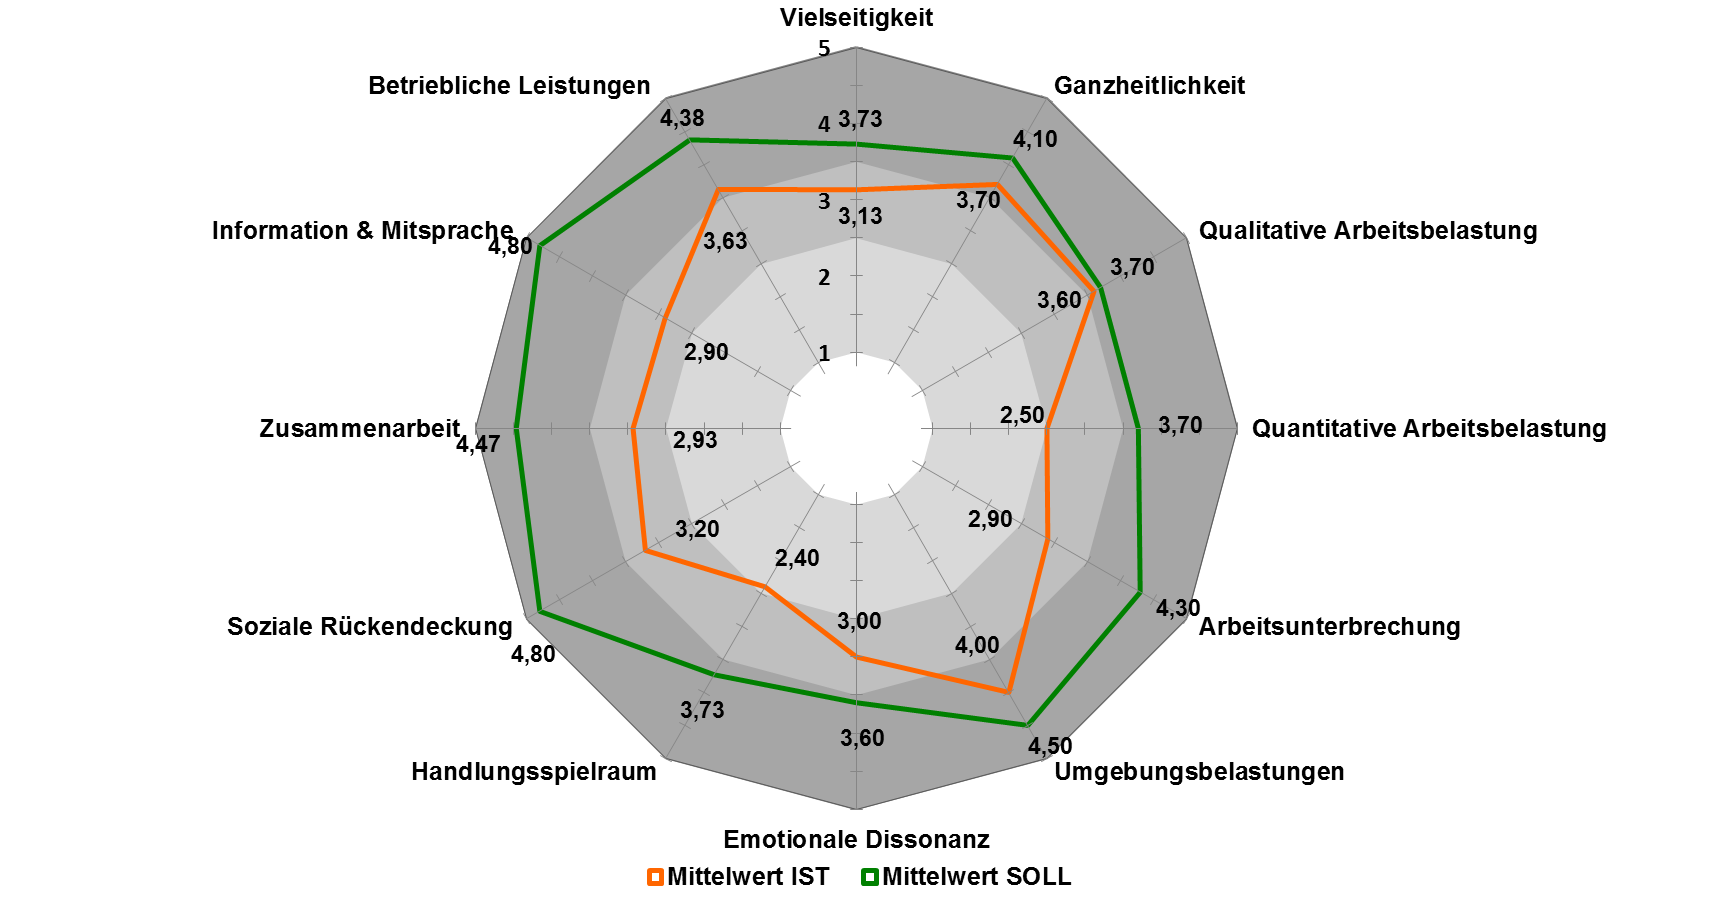 Vielseitigkeit
5
Betriebliche Leistungen
Ganzheitlichkeit
4,38
4
3,73
4,10
3
3,70
3,13
Information & Mitsprache
4,80
3,63
Qualitative Arbeitsbelastung
3,70
2
3,60
2,90
1
Zusammenarbeit
4,47
2,93
2,50
3,70
Quantitative Arbeitsbelastung
3,20
2,90
2,40
4,30
Soziale Rückendeckung
4,80
3,00
4,00
Arbeitsunterbrechung
3,73
3,60
4,50
Handlungsspielraum
Umgebungsbelastungen
Emotionale Dissonanz
Mittelwert IST
Mittelwert SOLL